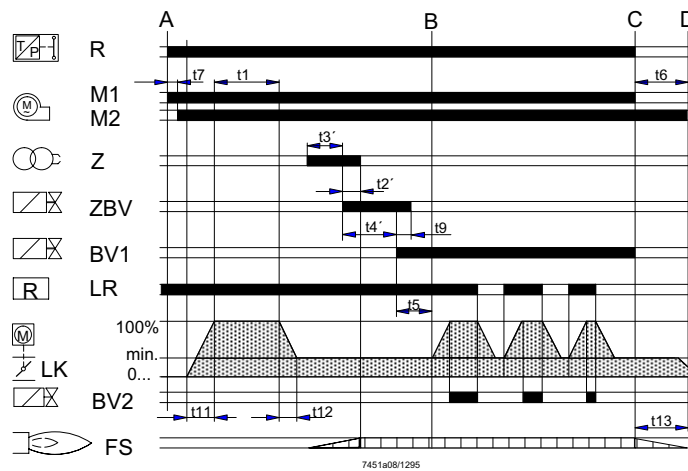 A B C D
T/P R
t7 t1 t6
M ~ M1
M2
t3´
Z
t2´
ZBV
t4´ t9
BV1
R LR
t5
M 100%
min.
LK 0...
BV2
t11 t12 t13
FS
7451a08/1295